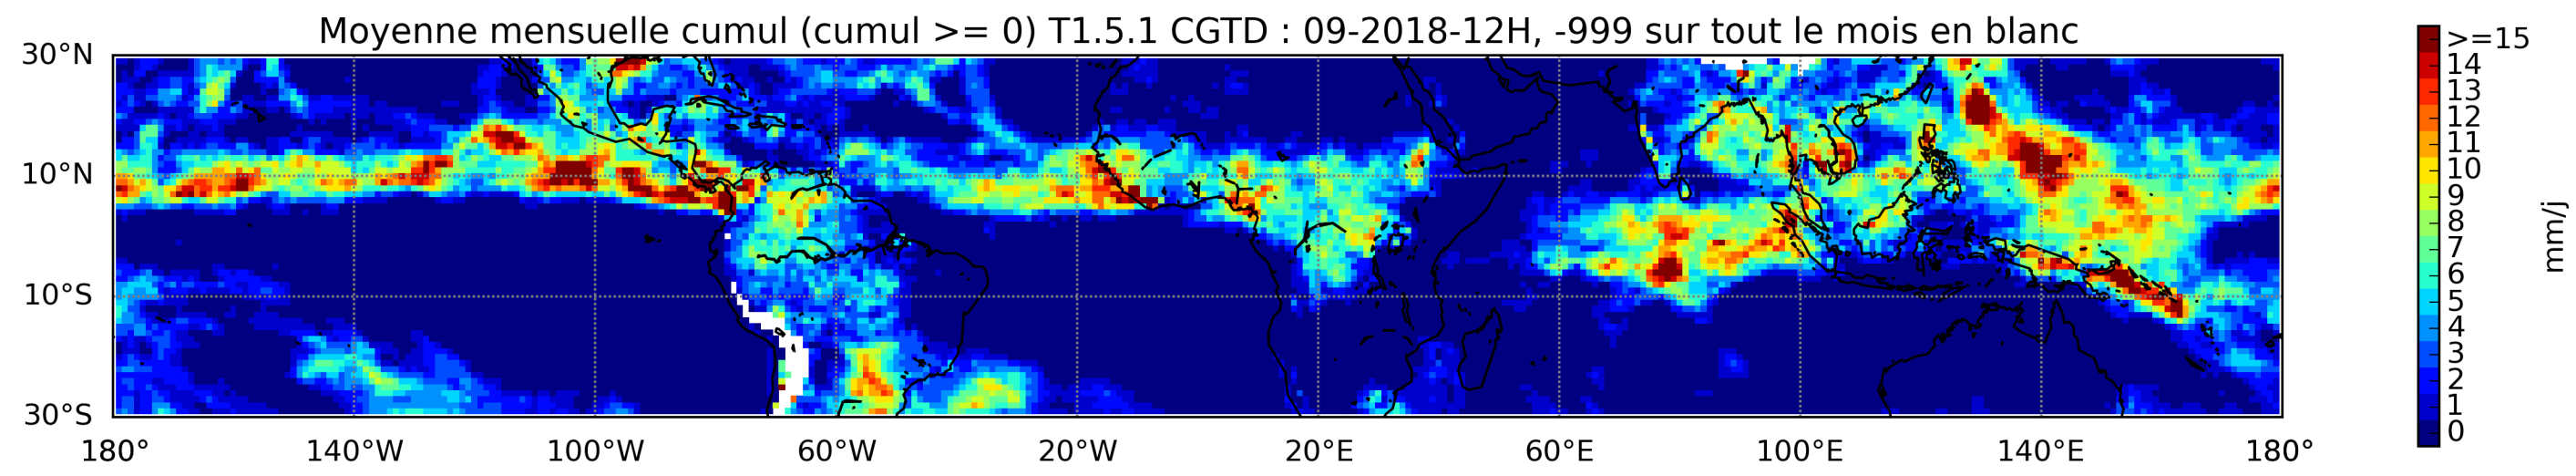 Moyenne mensuelle cumul (cumul >= 0) T1.5.1 CGTD : 09-2018-12H, -999 sur tout le mois en blanc
30°N
10°N
10°S
30°S
180° 140°W 100°W 60°W 20°W 20°E 60°E 100°E 140°E 180°
>=15
14
13
12
11
10
9
8
7
6
5
4
3
2
1
0
mm/j